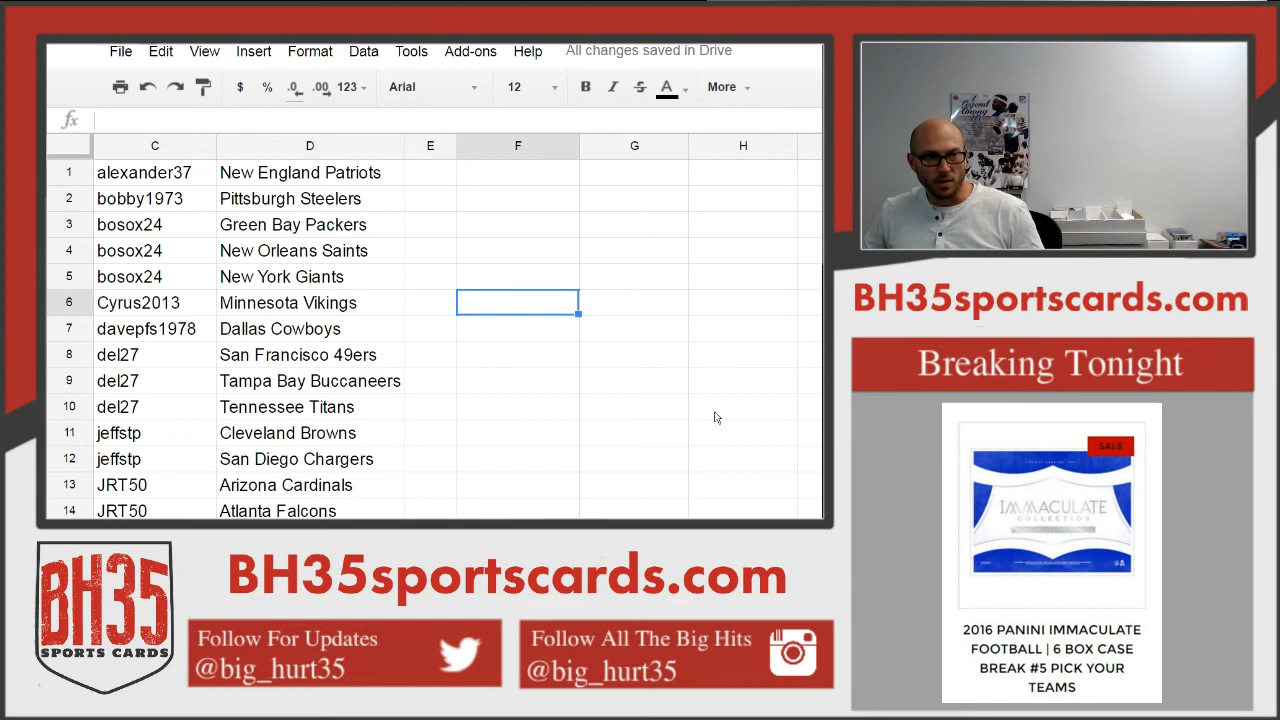 File Edit View Insert Format Data Tools Add-ons Help All changes saved in Drive
$ % .0 .00 123 Arial 12 B I S A More
fx
C D E F G H
1 alexander37 New England Patriots
2 bobby1973 Pittsburgh Steelers
3 bosox24 Green Bay Packers
4 bosox24 New Orleans Saints
5 bosox24 New York Giants
6 Cyrus2013 Minnesota Vikings
7 davepfs1978 Dallas Cowboys
8 del27 San Francisco 49ers
9 del27 Tampa Bay Buccaneers
10 del27 Tennessee Titans
11 jeffstp Cleveland Browns
12 jeffstp San Diego Chargers
13 JRT50 Arizona Cardinals
14 JRT50 Atlanta Falcons
BH35sportscards.com
Breaking Tonight
SALE
IMMACULATE
COLLECTION
2016 PANINI IMMACULATE
FOOTBALL | 6 BOX CASE
BREAK #5 PICK YOUR
TEAMS
BH35
SPORTS CARDS
BH35sportscards.com
Follow For Updates
@big_hurt35
Follow All The Big Hits
@big_hurt35